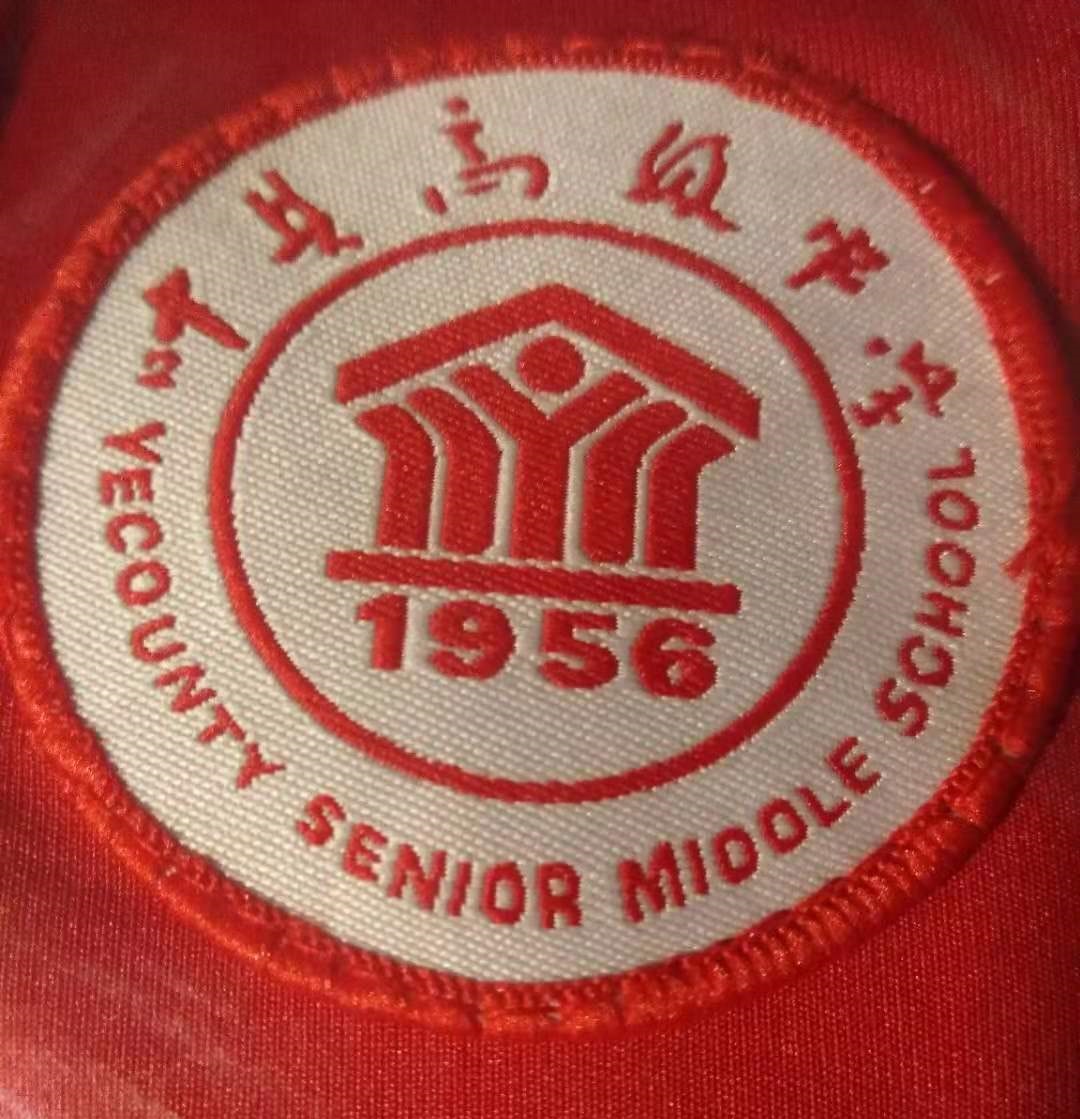 叶县高级中学
1956
YECOUNTY SENIOR MIDDLE SCHOOL